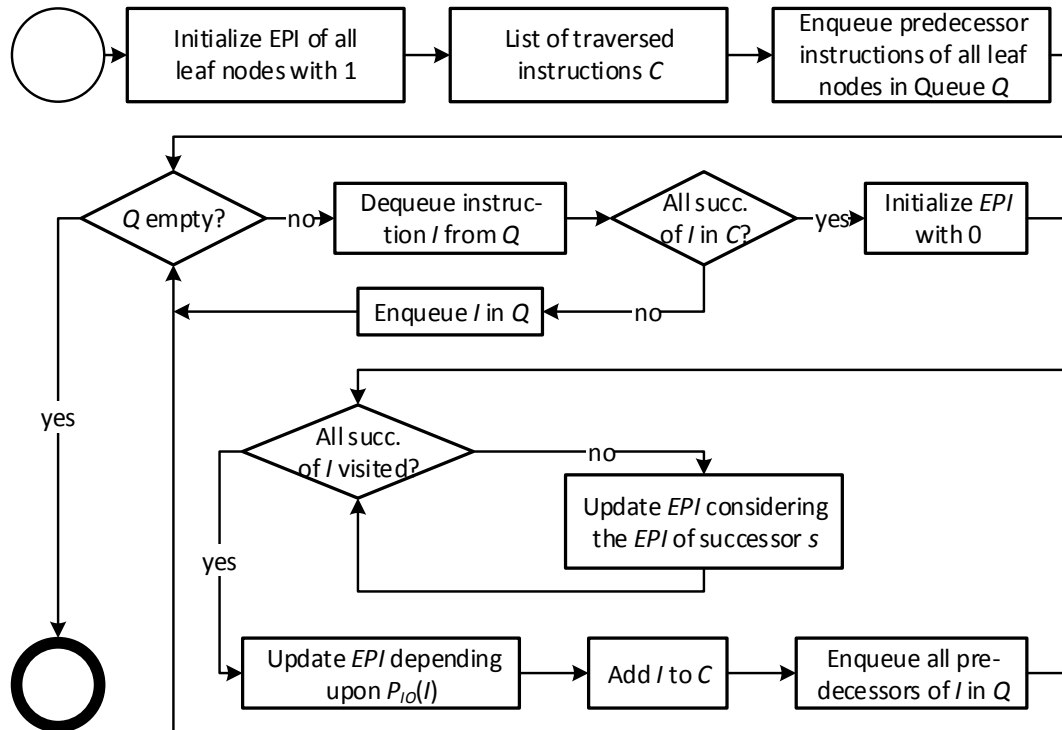 Initialize EPI of all
leaf nodes with 1
List of traversed
instructions C
Enqueue predecessor
instructions of all leaf
nodes in Queue Q
Q empty?
no
Dequeue instruc-
tion I from Q
All succ.
of I in C?
yes
Initialize EPI
with 0
Enqueue I in Q
no
yes
All succ.
of I visited?
no
Update EPI considering
the EPI of successor s
yes
Update EPI depending
upon P_IO(I)
Add I to C
Enqueue all pre-
decessors of I in Q